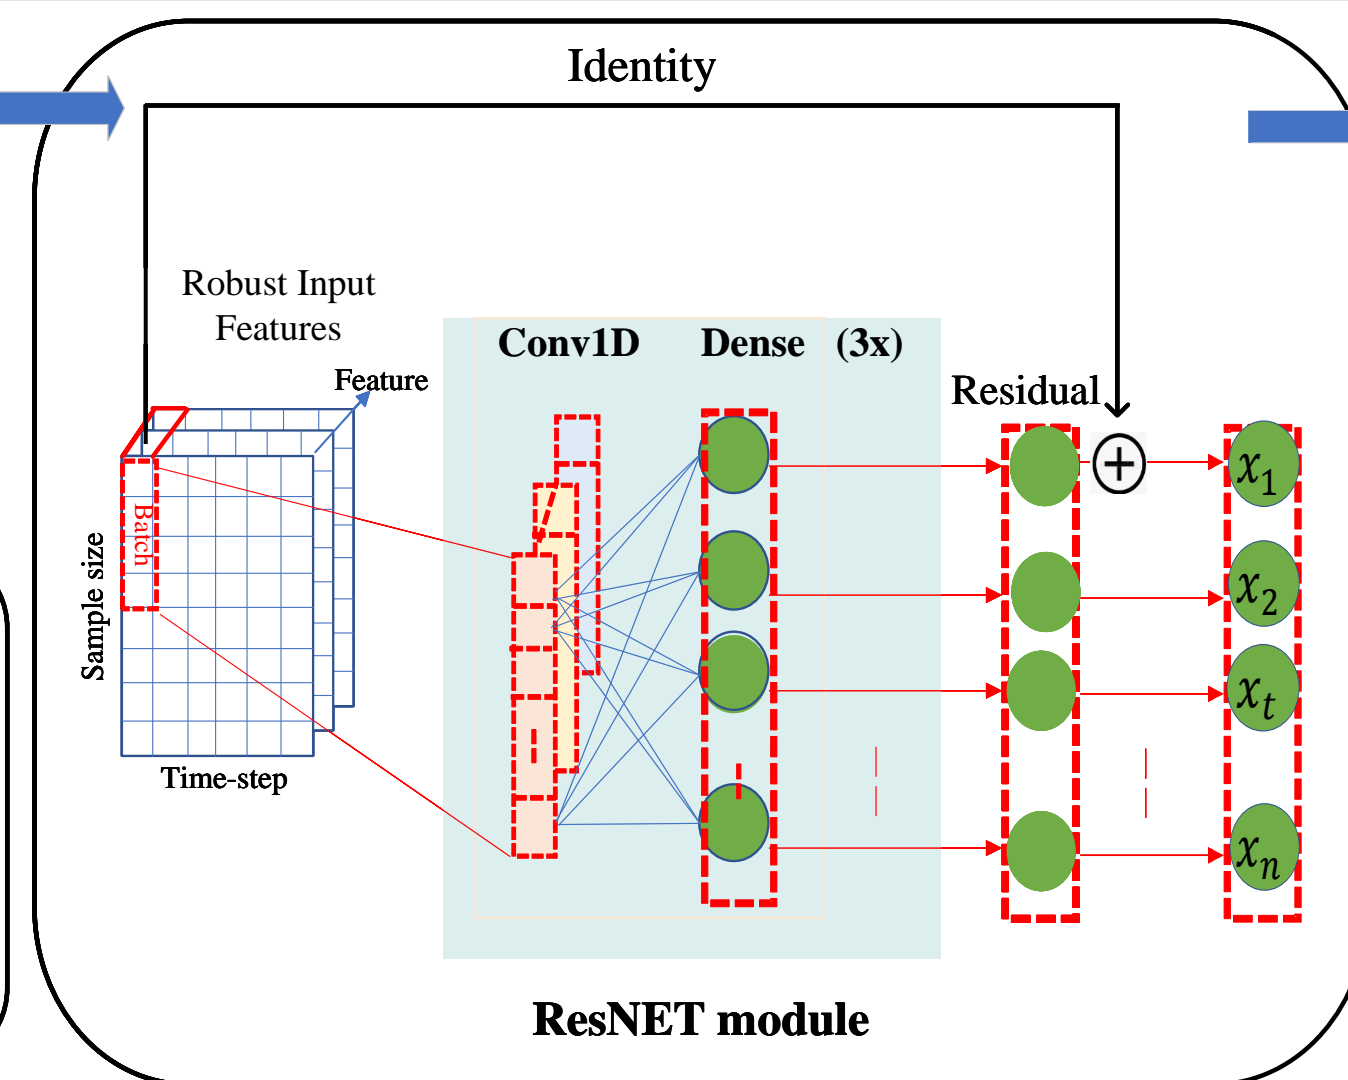 Identity
Robust Input
Features
Feature
Conv1D Dense (3x)
Residual
Batch
Sample size
Time-step
x₁
x₂
xₜ
xₙ
ResNET module